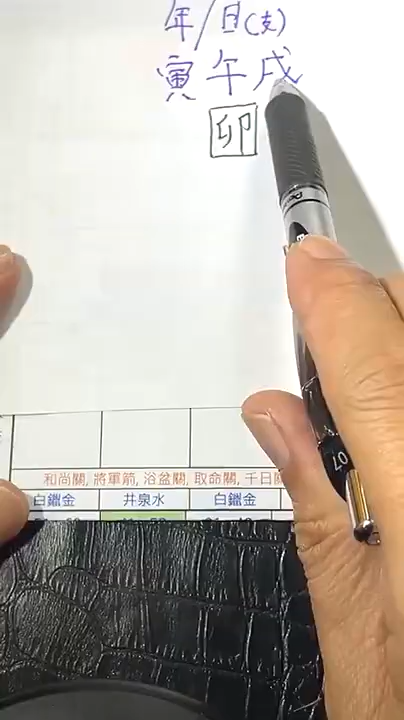 年/日(支)
寅午戌
卯
和尚關, 將軍箭, 浴盆關, 取命關, 千日
白鑞金 井泉水 白鑞金
07